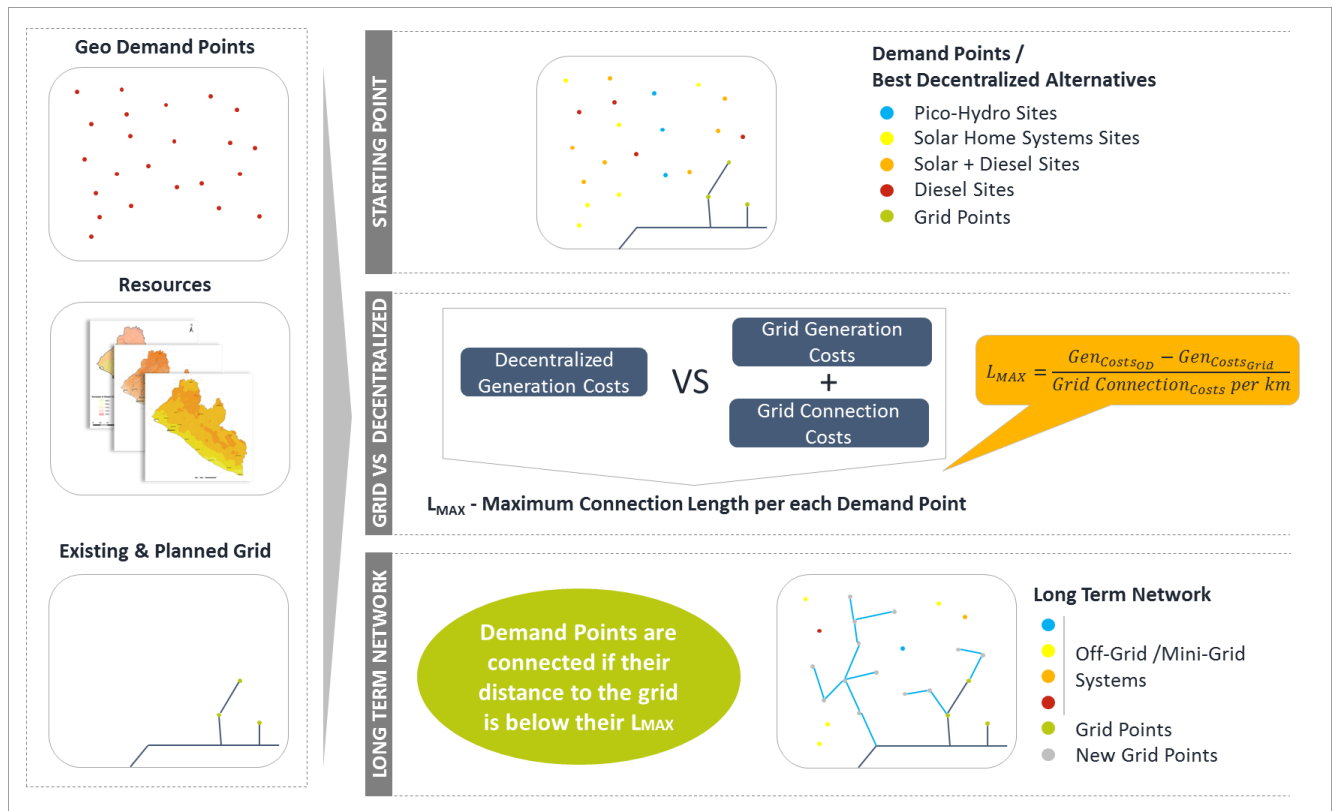 Geo Demand Points
Resources
Existing & Planned Grid
STARTING POINT
Demand Points /
Best Decentralized Alternatives
Pico-Hydro Sites
Solar Home Systems Sites
Solar + Diesel Sites
Diesel Sites
Grid Points
GRID VS DECENTRALIZED
Decentralized
Generation Costs
VS
Grid Generation
Costs
+
Grid Connection
Costs
L_MAX = (Gen_Costs_OD − Gen_Costs_Grid) / (Grid Connection_Costs per km)
L_MAX - Maximum Connection Length per each Demand Point
LONG TERM NETWORK
Demand Points are
connected if their
distance to the grid
is below their L_MAX
Long Term Network
Off-Grid /Mini-Grid
Systems
Grid Points
New Grid Points